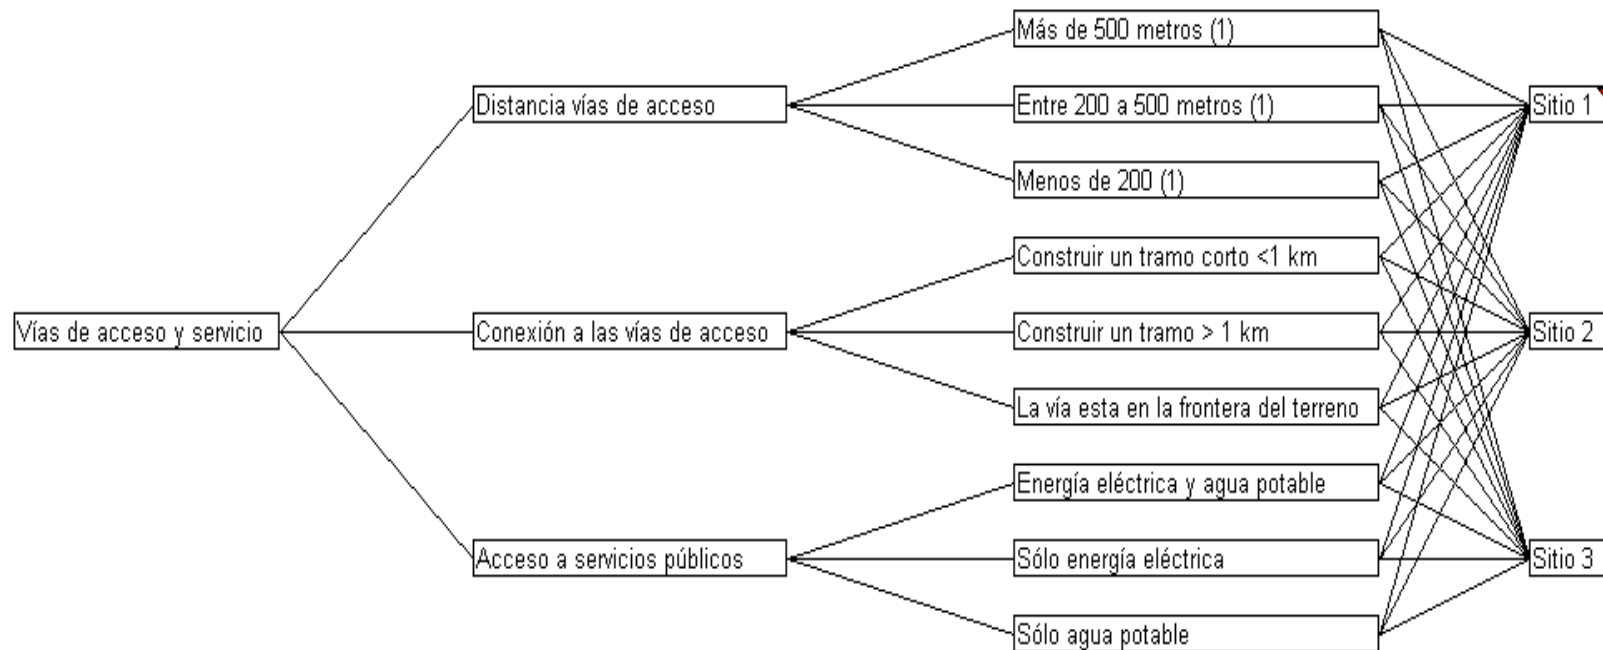 Más de 500 metros (1)
Distancia vías de acceso
Entre 200 a 500 metros (1)
Sitio 1
Menos de 200 (1)
Construir un tramo corto <1 km
Vías de acceso y servicio
Conexión a las vías de acceso
Construir un tramo > 1 km
Sitio 2
La vía esta en la frontera del terreno
Energía eléctrica y agua potable
Acceso a servicios públicos
Sólo energía eléctrica
Sitio 3
Sólo agua potable